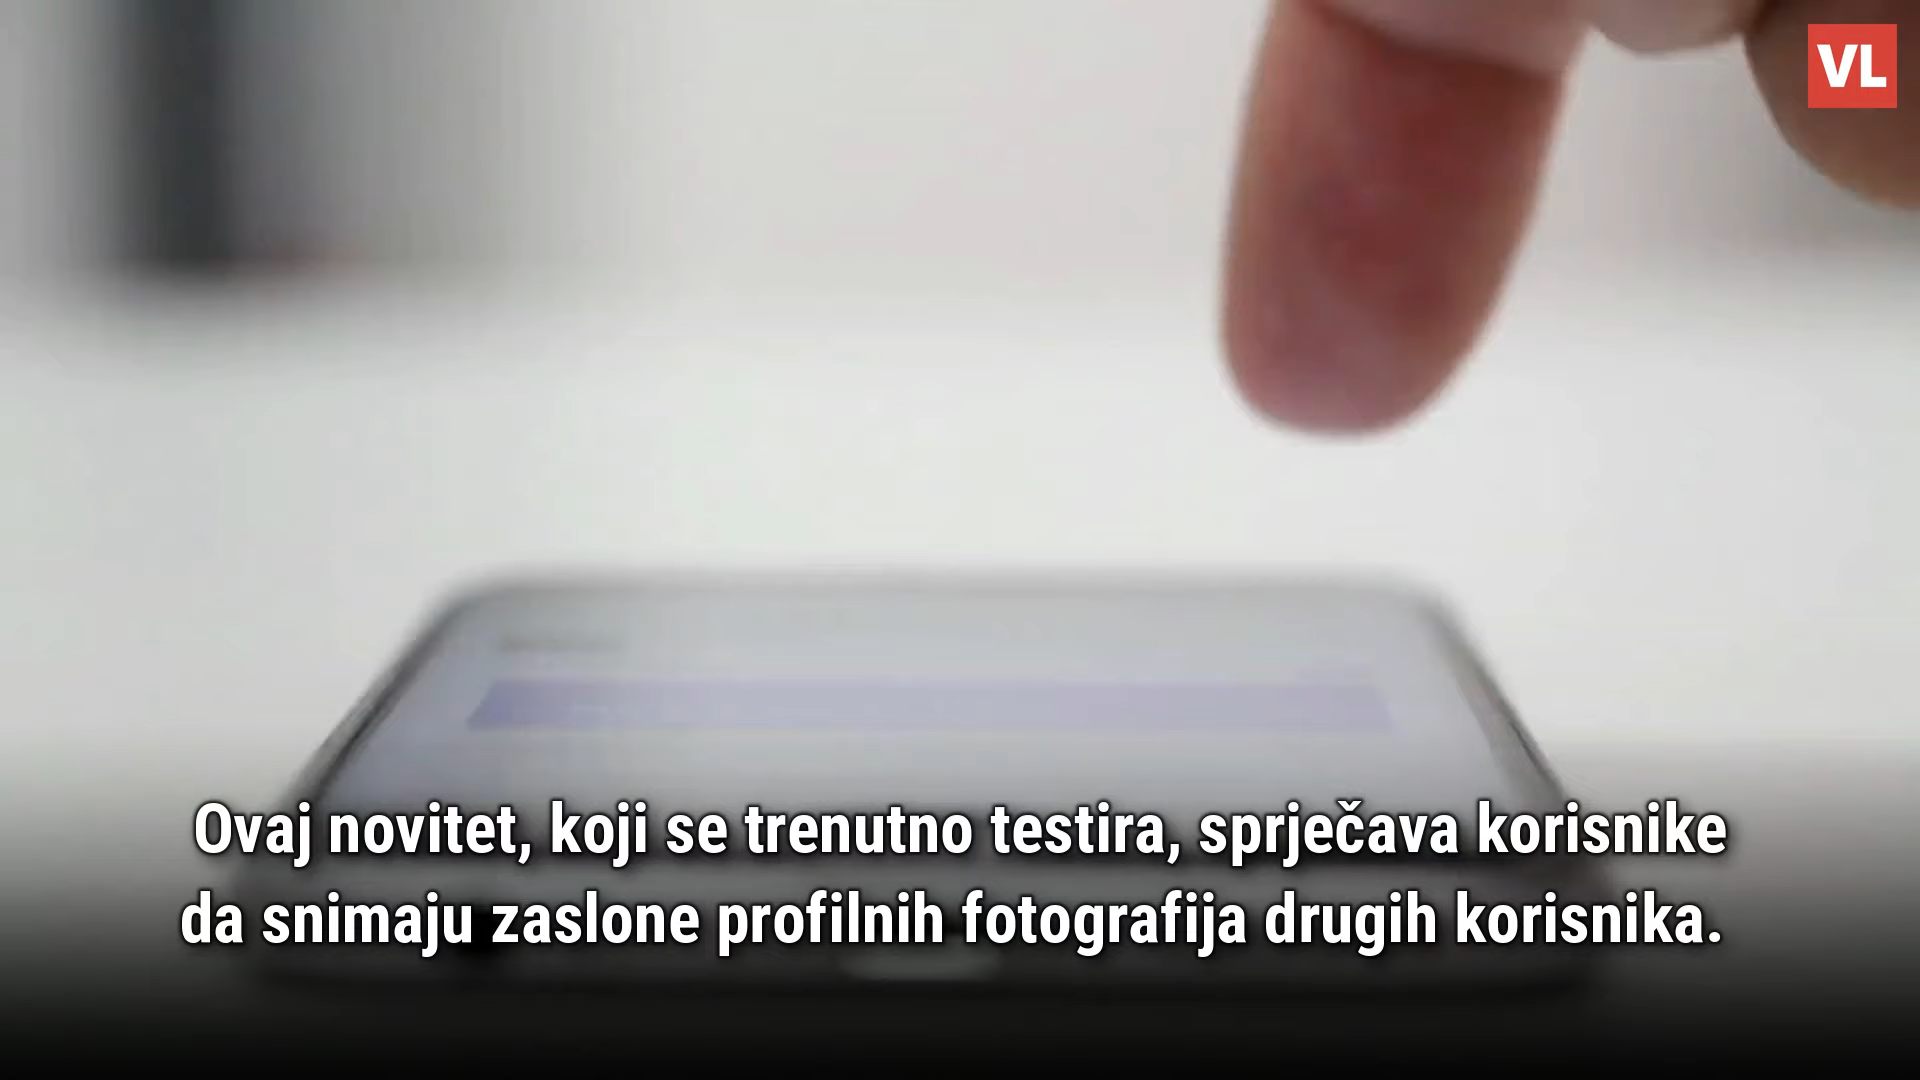 VL
Ovaj novitet, koji se trenutno testira, sprječava korisnike
da snimaju zaslone profilnih fotografija drugih korisnika.